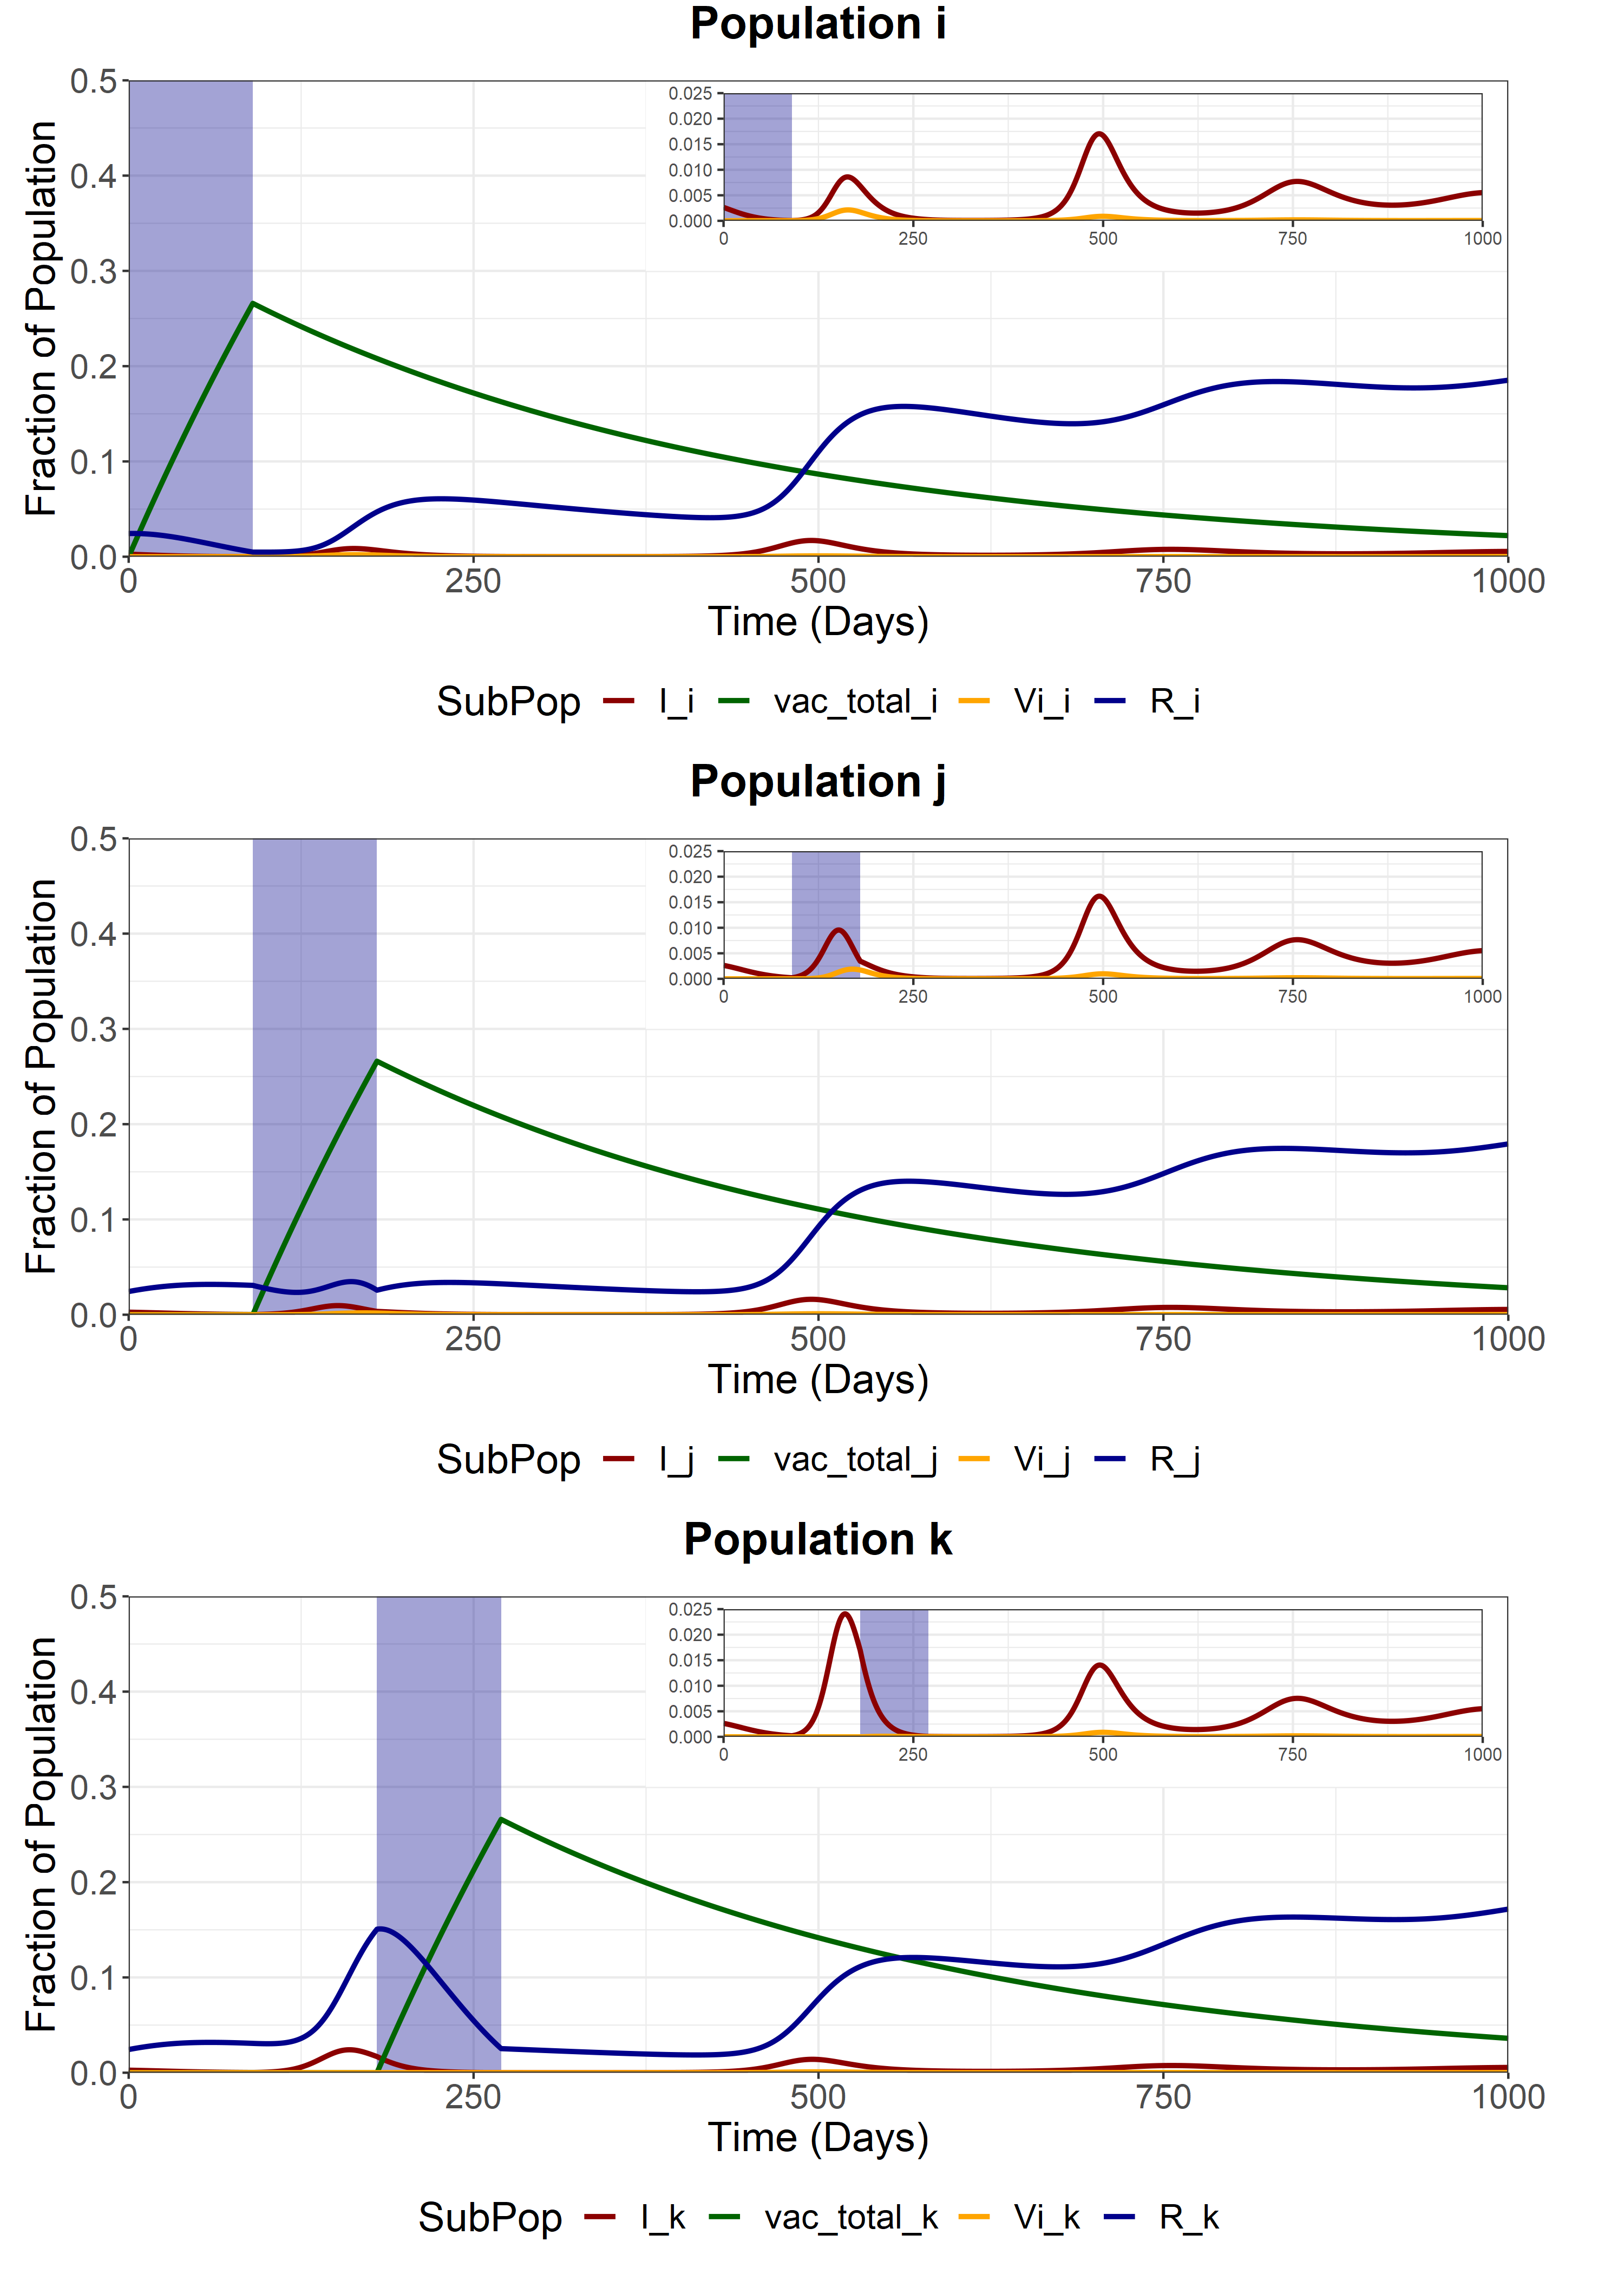 Population i
Fraction of Population
0.5
0.4
0.3
0.2
0.1
0.0
0.025
0.020
0.015
0.010
0.005
0.000
0 250 500 750 1000
0 250 500 750 1000
Time (Days)
SubPop I_i vac_total_i Vi_i R_i
Population j
Fraction of Population
0.5
0.4
0.3
0.2
0.1
0.0
0.025
0.020
0.015
0.010
0.005
0.000
0 250 500 750 1000
0 250 500 750 1000
Time (Days)
SubPop I_j vac_total_j Vi_j R_j
Population k
Fraction of Population
0.5
0.4
0.3
0.2
0.1
0.0
0.025
0.020
0.015
0.010
0.005
0.000
0 250 500 750 1000
0 250 500 750 1000
Time (Days)
SubPop I_k vac_total_k Vi_k R_k